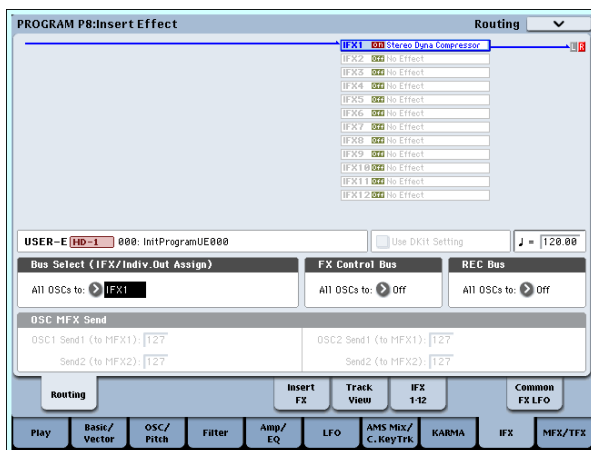 PROGRAM P8:Insert Effect Routing
IFX1 On Stereo Dyna Compressor L R
IFX2 Off No Effect
IFX3 Off No Effect
IFX4 Off No Effect
IFX5 Off No Effect
IFX6 Off No Effect
IFX7 Off No Effect
IFX8 Off No Effect
IFX9 Off No Effect
IFX10 Off No Effect
IFX11 Off No Effect
IFX12 Off No Effect
USER-E HD-1 000: InitProgramUE000 Use DKit Setting ♩ = 120.00
Bus Select (IFX/Indiv.Out Assign) FX Control Bus REC Bus
All OSCs to: IFX1 All OSCs to: Off All OSCs to: Off
OSC MFX Send
OSC1 Send1 (to MFX1): 127 OSC2 Send1 (to MFX1): 127
Send2 (to MFX2): 127 Send2 (to MFX2): 127
Routing Insert FX Track View IFX 1-12 Common FX LFO
Play Basic/Vector OSC/Pitch Filter Amp/EQ LFO AMS Mix/C.KeyTrk KARMA IFX MFX/TFX